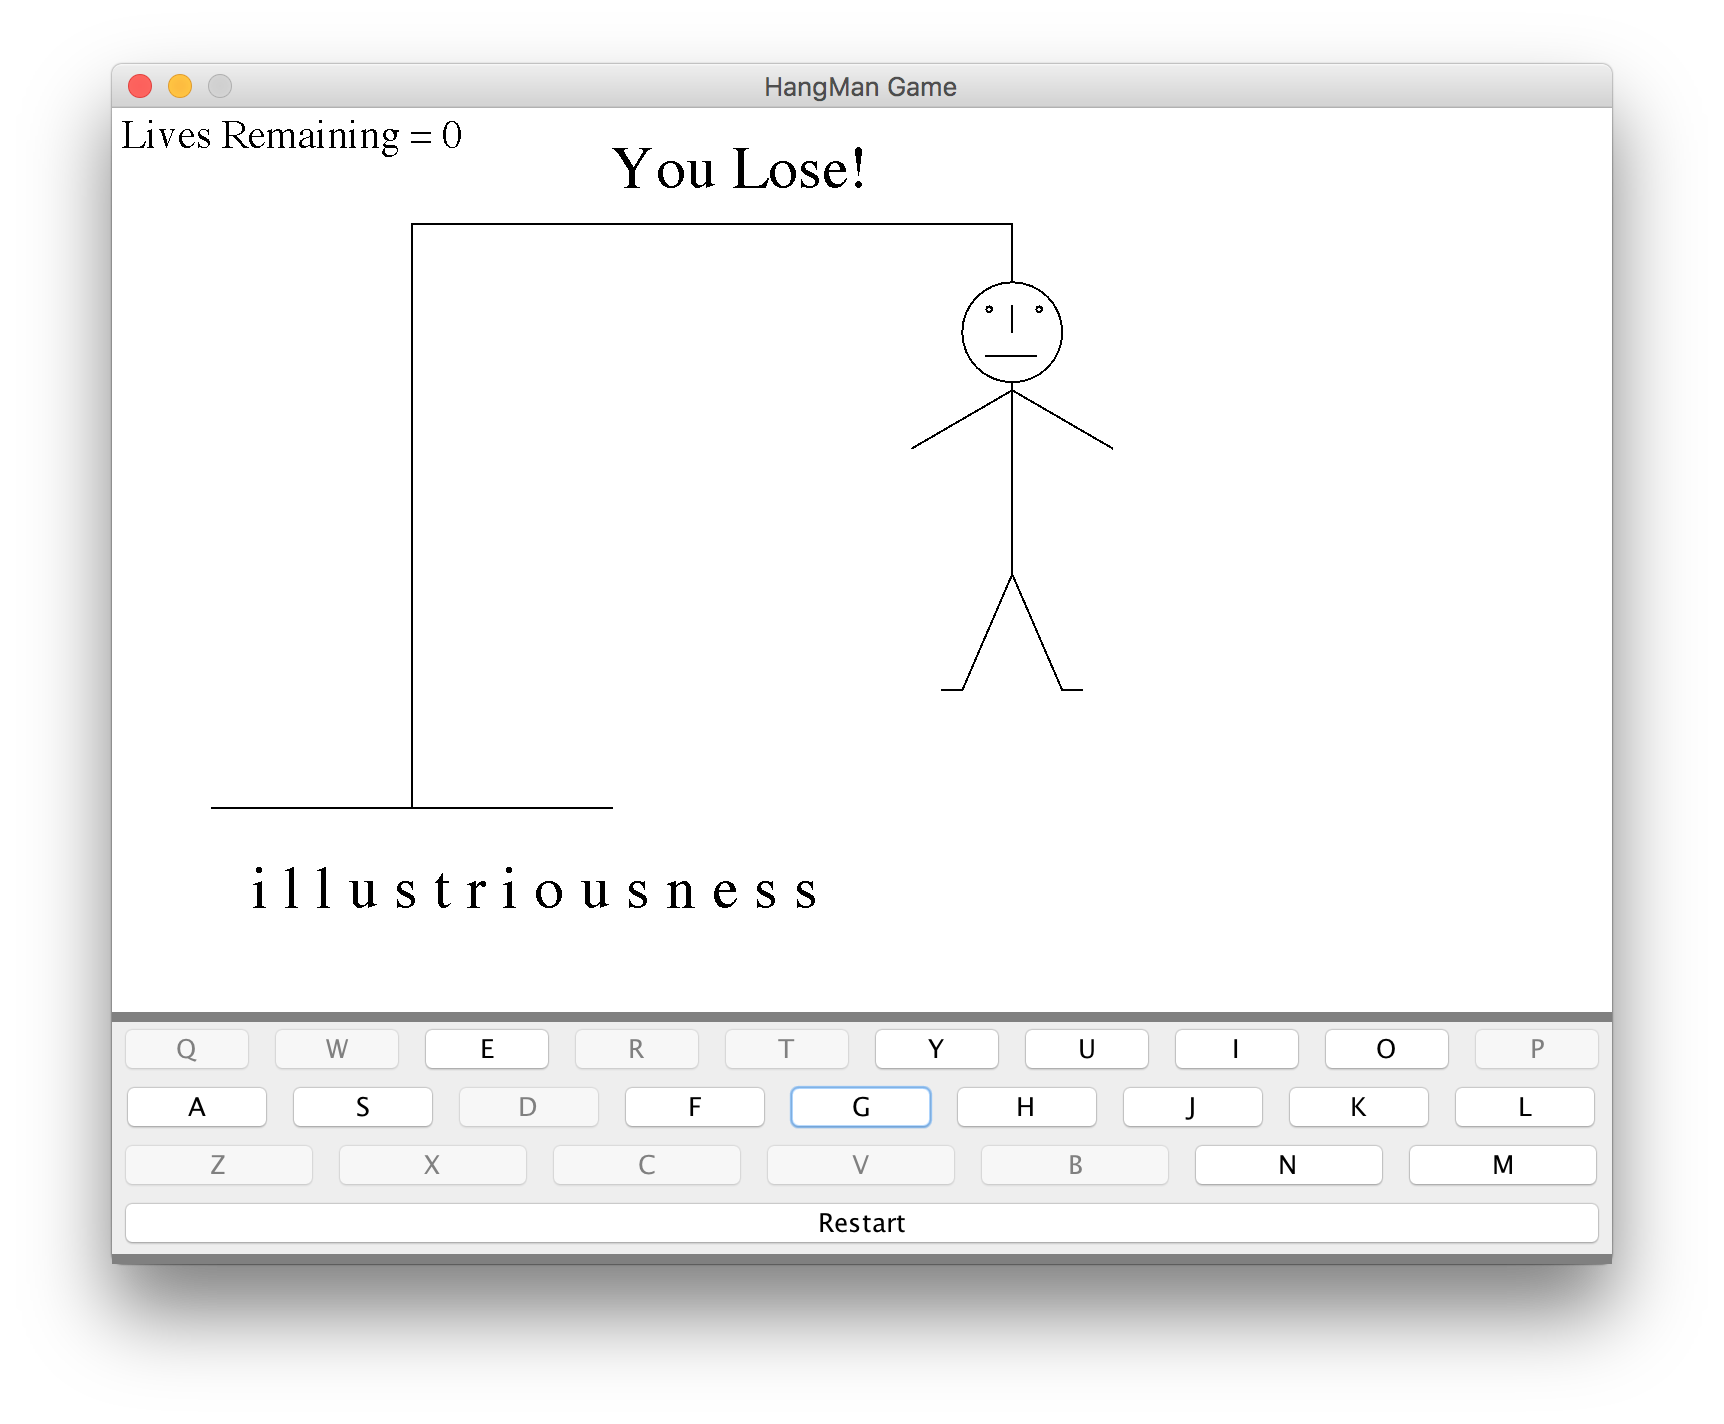 HangMan Game
Lives Remaining = 0
You Lose!
i l l u s t r i o u s n e s s
Q W E R T Y U I O P
A S D F G H J K L
Z X C V B N M
Restart